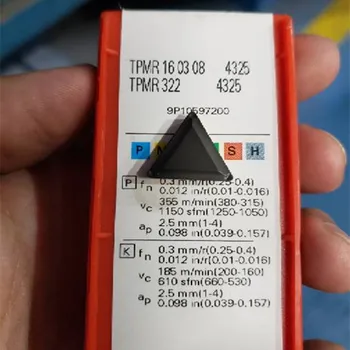 TPMR 16 03 08 4325
TPMR 322 4325
9P10597200
P S H
P fn 0.3 mm/r(0.25-0.4)
0.012 in/r(0.01-0.016)
vc 355 m/min(380-315)
1150 sfm(1250-1050)
ap 2.5 mm(1-4)
0.098 in(0.039-0.157)
K fn 0.3 mm/r(0.25-0.4)
0.012 in/r(0.01-0.016)
vc 185 m/min(200-160)
610 sfm(660-530)
ap 2.5 mm(1-4)
0.098 in(0.039-0.157)